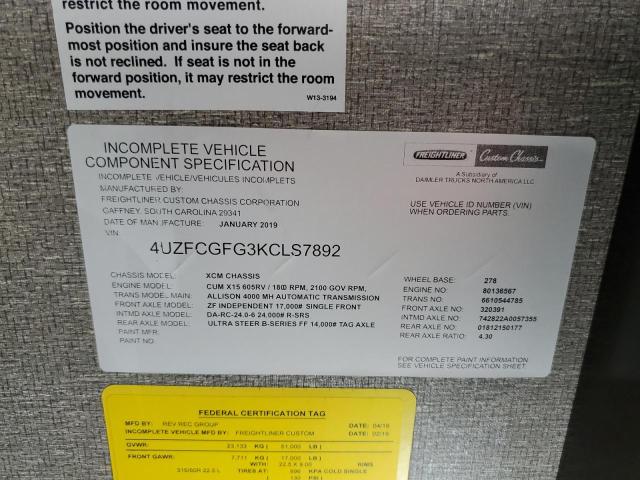 restrict the room movement.
Position the driver's seat to the forward-
most position and insure the seat back
is not reclined. If seat is not in the
forward position, it may restrict the room
movement.
W13-3194
INCOMPLETE VEHICLE
COMPONENT SPECIFICATION
INCOMPLETE VEHICLE/VEHICULES INCOMPLETS
MANUFACTURED BY:
FREIGHTLINER CUSTOM CHASSIS CORPORATION
GAFFNEY, SOUTH CAROLINA 29341
DATE OF MANUFACTURE: JANUARY 2019
VIN:
4UZFCGFG3KCLS7892
FREIGHTLINER Custom Chassis
A Subsidiary of
DAIMLER TRUCKS NORTH AMERICA LLC
USE VEHICLE ID NUMBER (VIN)
WHEN ORDERING PARTS.
CHASSIS MODEL: XCM CHASSIS
ENGINE MODEL: CUM X15 605RV / 1800 RPM, 2100 GOV RPM,
TRANS MODEL, MAIN: ALLISON 4000 MH AUTOMATIC TRANSMISSION
FRONT AXLE MODEL: ZF INDEPENDENT 17,000# SINGLE FRONT
INTMD AXLE MODEL: DA-RC-24.0-6 24,000# R-SRS
REAR AXLE MODEL: ULTRA STEER B-SERIES FF 14,000# TAG AXLE
PAINT MFR:
PAINT NO:
WHEEL BASE: 278
ENGINE NO: 80136567
TRANS NO: 6610544785
FRONT AXLE NO: 320391
INTMD AXLE NO: 742822A0057355
REAR AXLE NO: 01812150177
REAR AXLE RATIO: 4.30
FOR COMPLETE PAINT INFORMATION
SEE VEHICLE SPECIFICATION SHEET.
FEDERAL CERTIFICATION TAG
MFD BY: REV REC GROUP DATE: 04/19
INCOMPLETE VEHICLE MFG BY: FREIGHTLINER CUSTOM DATE: 02/19
GVWR: 23,133 KG ( 51,000 LB )
FRONT GAWR: 7,711 KG ( 17,000 LB )
WITH: 22.5 X 9.00 RIMS
315/80R 22.5 L TIRES AT: 896 KPA COLD SINGLE
( 130 PSI )